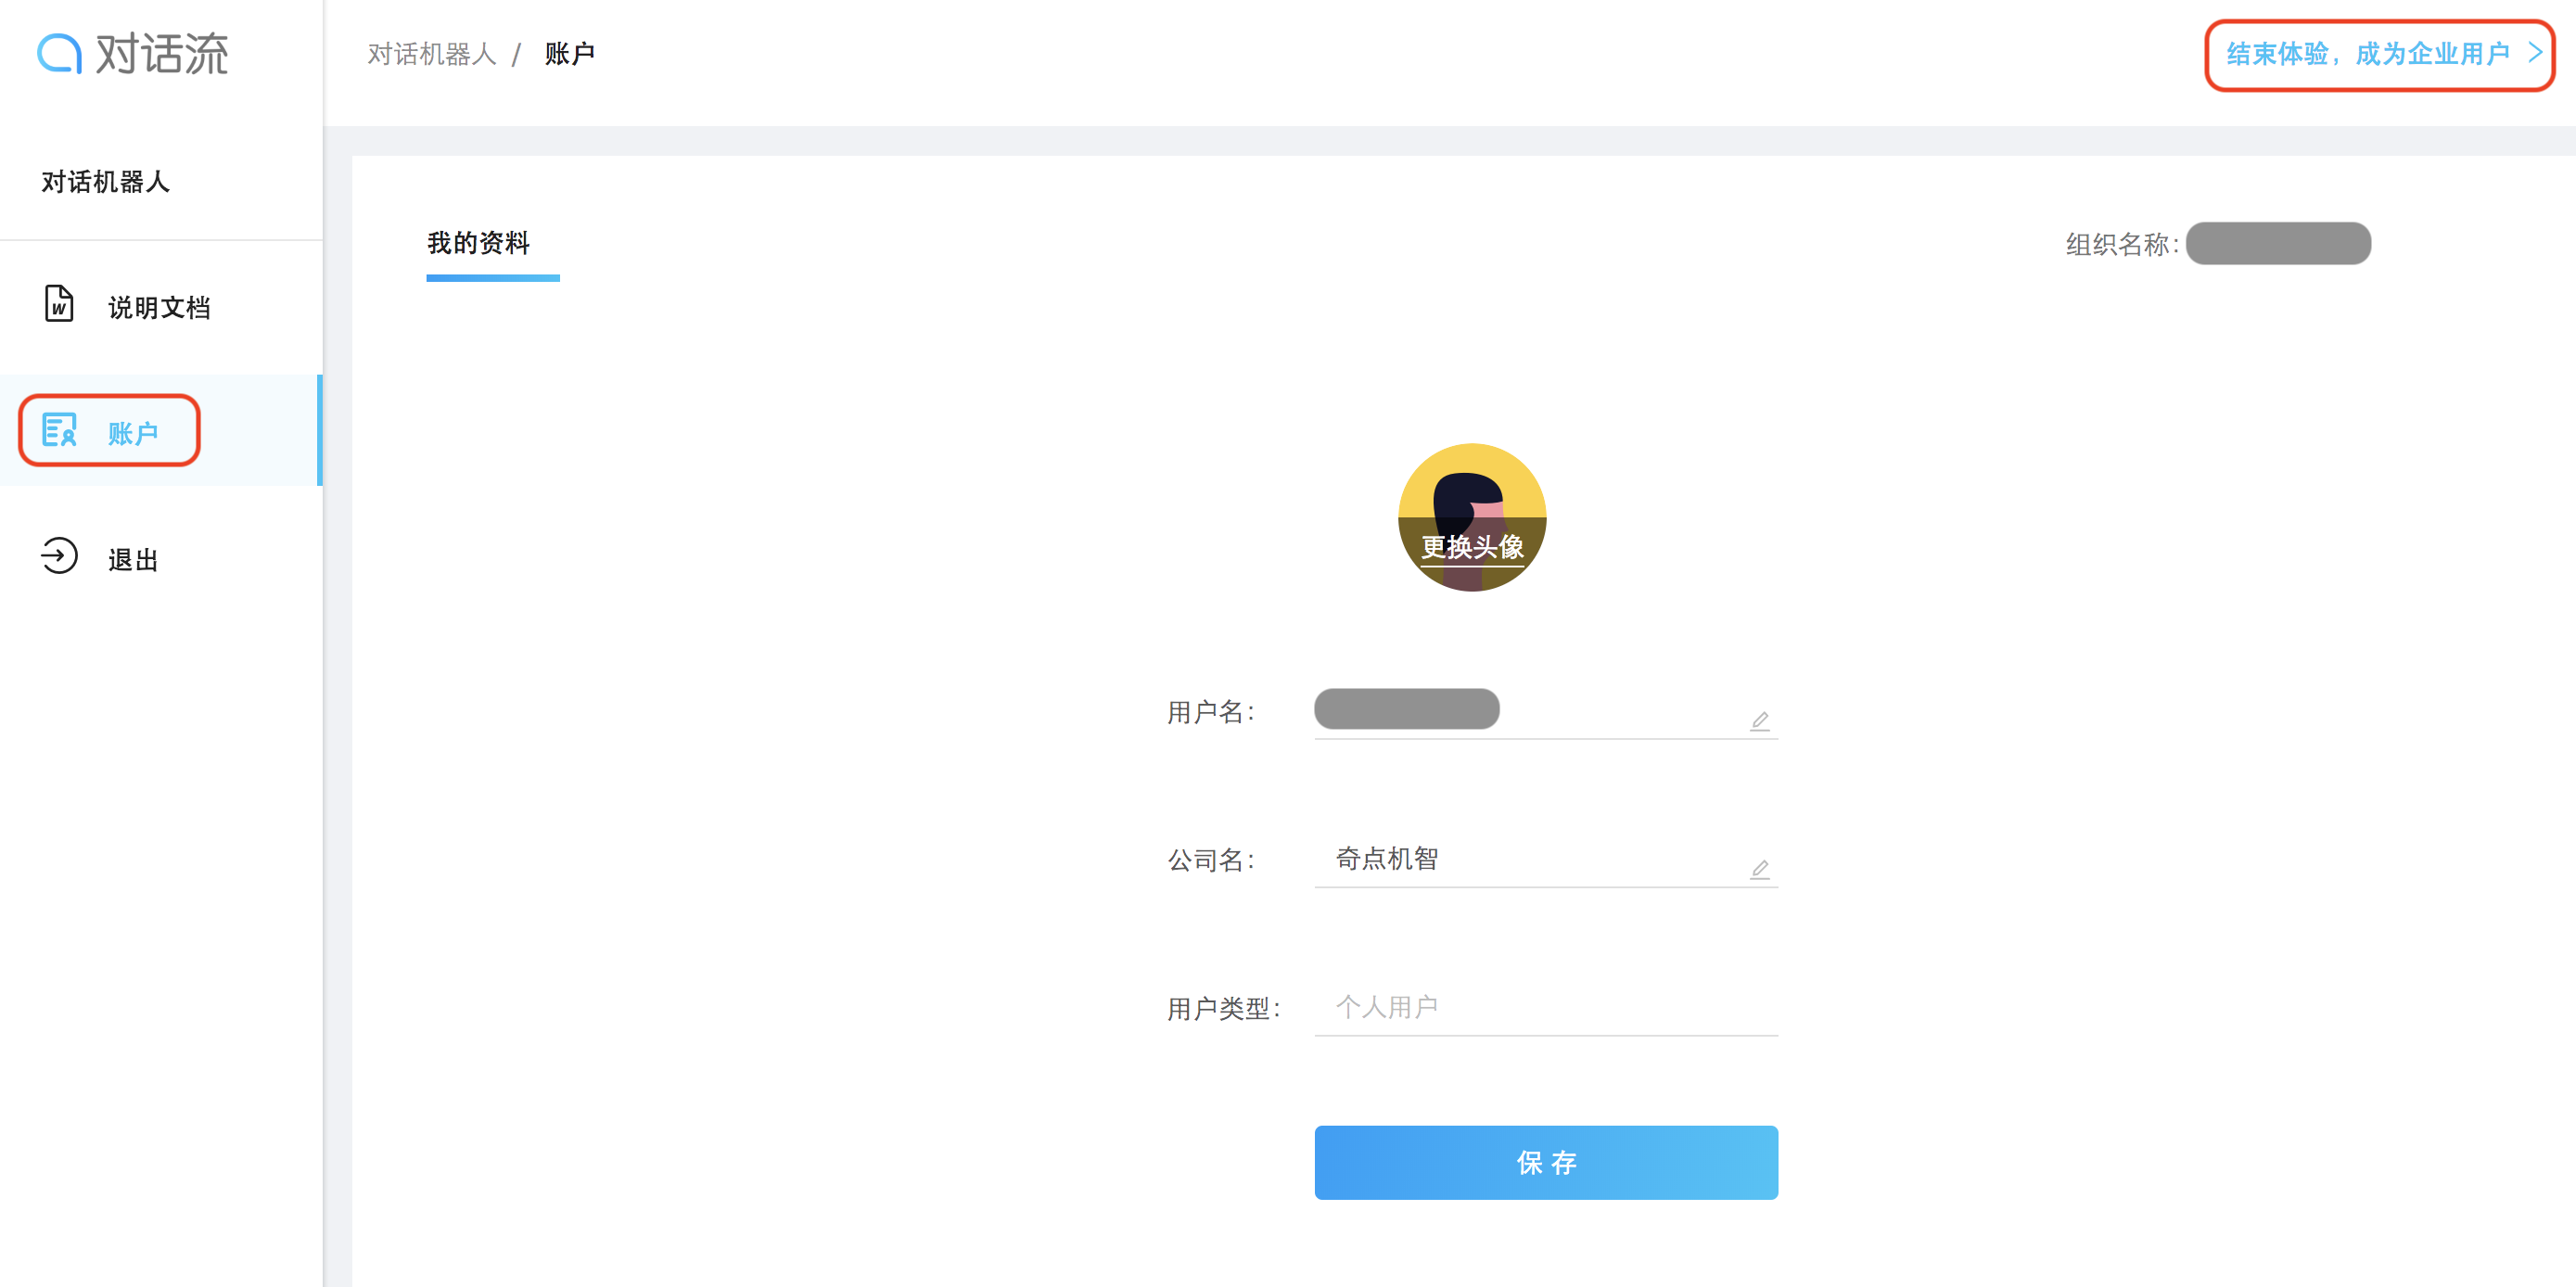 对话流
对话机器人 / 账户
结束体验，成为企业用户 >
对话机器人
说明文档
账户
退出
我的资料
组织名称：
更换头像
用户名：
公司名： 奇点机智
用户类型： 个人用户
保存